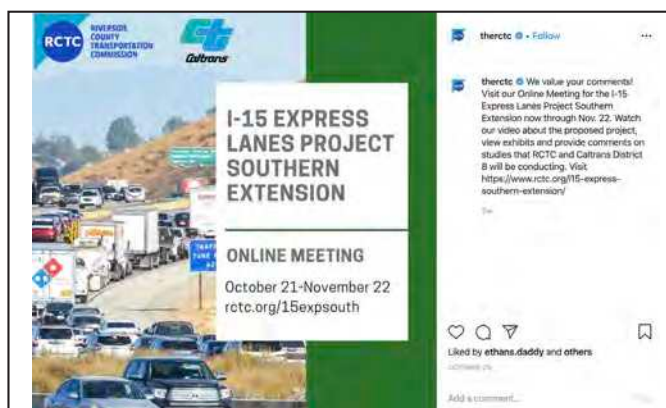 RCTC
RIVERSIDE
COUNTY
TRANSPORTATION
COMMISSION
ct
Caltrans
I-15 EXPRESS
LANES PROJECT
SOUTHERN
EXTENSION
ONLINE MEETING
October 21-November 22
rctc.org/15expsouth
therctc • Follow
therctc We value your comments!
Visit our Online Meeting for the I-15
Express Lanes Project Southern
Extension now through Nov. 22. Watch
our video about the proposed project,
view exhibits and provide comments on
studies that RCTC and Caltrans District
8 will be conducting. Visit
https://www.rctc.org/i15-express-
southern-extension/
Liked by ethans.daddy and others
Add a comment...